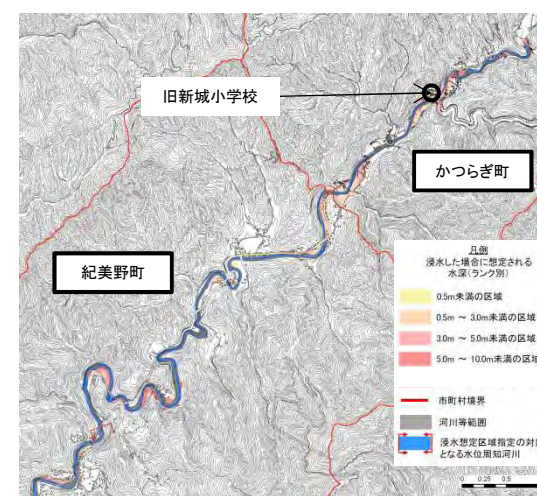 旧新城小学校
かつらぎ町
紀美野町
凡例
浸水した場合に想定される
水深(ランク別)
0.5m未満の区域
0.5m ~ 3.0m未満の区域
3.0m ~ 5.0m未満の区域
5.0m ~ 10.0m未満の区域
市町村境界
河川等範囲
浸水想定区域指定の対象
となる水位周知河川
0 0.25 0.5